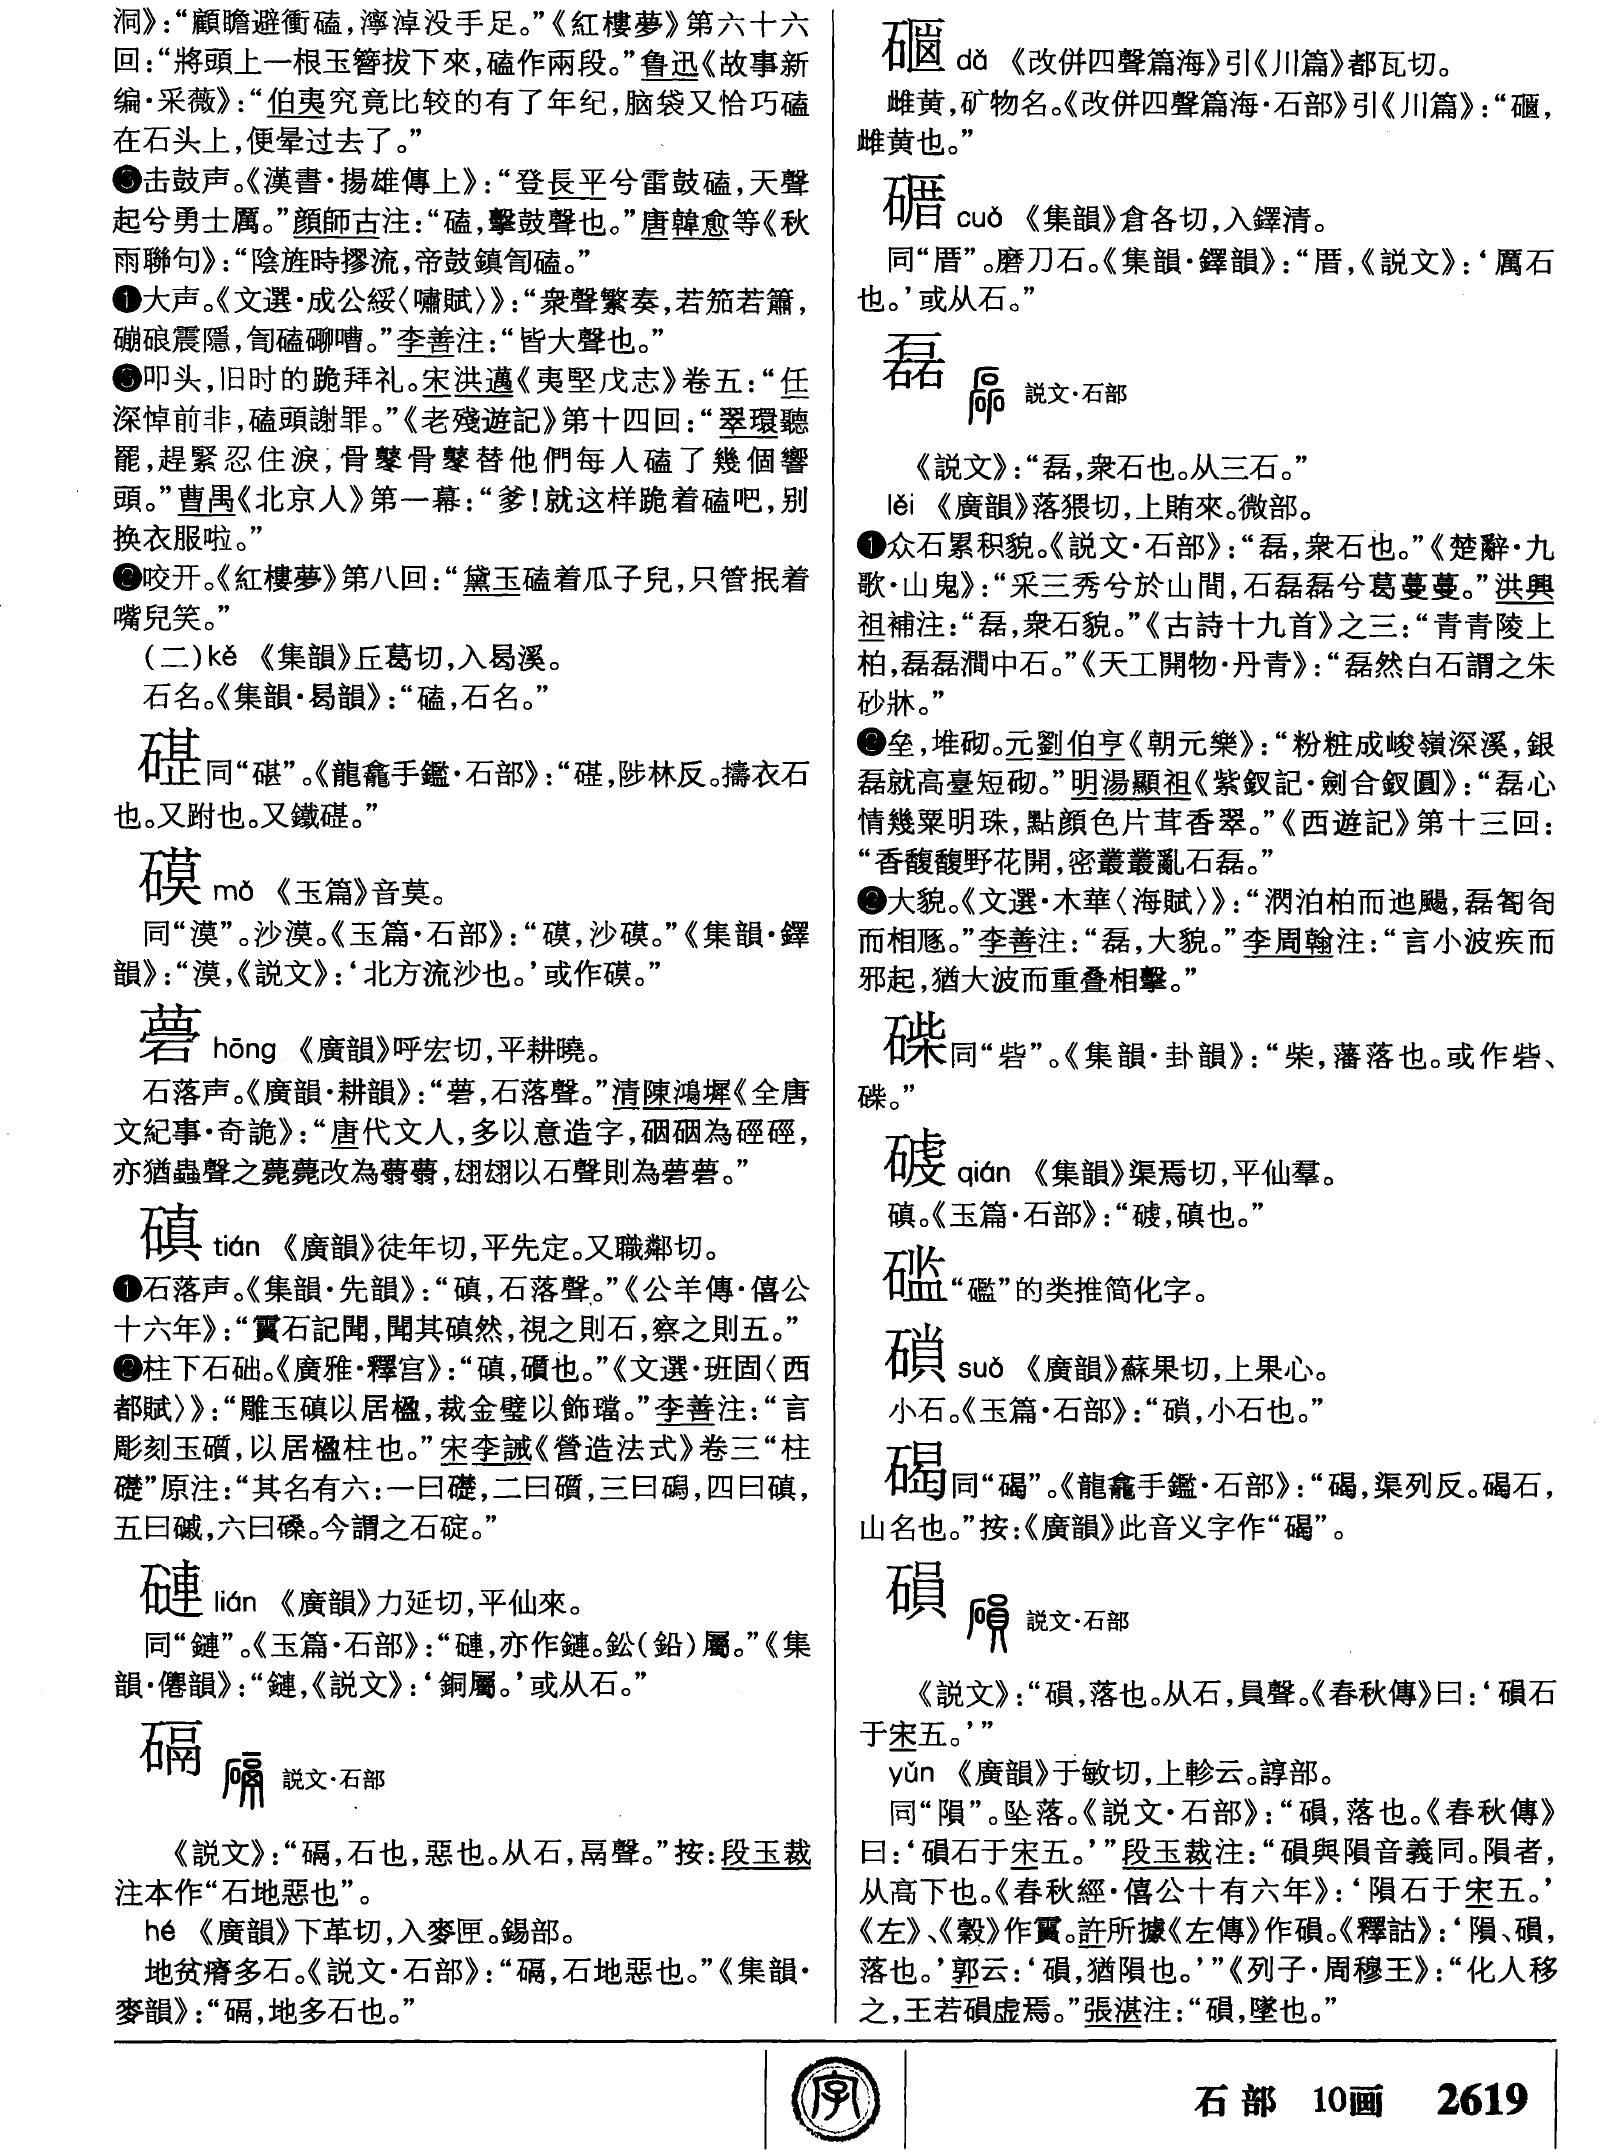 洞》：“顧瞻避衝磕，濘淖没手足。”《紅樓夢》第六十六
回：“將頭上一根玉簪拔下來，磕作兩段。”鲁迅《故事新
编·采薇》：“伯夷究竟比较的有了年纪，脑袋又恰巧磕
在石头上，便晕过去了。”
❸击鼓声。《漢書·揚雄傳上》：“登長平兮雷鼓磕，天聲
起兮勇士厲。”顔師古注：“磕，擊鼓聲也。”唐韓愈等《秋
雨聯句》：“陰旌時摎流，帝鼓鎮訇磕。”
❶大声。《文選·成公綏〈嘯賦〉》：“衆聲繁奏，若笳若簫，
磞硠震隱，訇磕磟嘈。”李善注：“皆大聲也。”
❺叩头，旧时的跪拜礼。宋洪邁《夷堅戊志》卷五：“任
深悼前非，磕頭謝罪。”《老殘遊記》第十四回：“翠環聽
罷，趕緊忍住淚，骨鼕骨鼕替他們每人磕了幾個響
頭。”曹禺《北京人》第一幕：“爹！就这样跪着磕吧，别
换衣服啦。”
❷咬开。《紅樓夢》第八回：“黛玉磕着瓜子兒，只管抿着
嘴兒笑。”
（二）kě 《集韻》丘葛切，入曷溪。
石名。《集韻·曷韻》：“磕，石名。”
同“碪”。《龍龕手鑑·石部》：“䃌，陟林反。擣衣石
也。又跗也。又鐵䃌。”
䃺 mò 《玉篇》音莫。
同“漠”。沙漠。《玉篇·石部》：“，沙。”《集韻·鐸
韻》：“漠，《説文》：‘北方流沙也。’或作。”
hōng 《廣韻》呼宏切，平耕曉。
石落声。《廣韻·耕韻》：“，石落聲。”清陳鴻墀《全唐
文紀事·奇詭》：“唐代文人，多以意造字，硱硱為硜硜，
亦猶蟲聲之薨薨改為，翃翃以石聲則為。”
磌 tián 《廣韻》徒年切，平先定。又職鄰切。
❶石落声。《集韻·先韻》：“磌，石落聲。”《公羊傳·僖公
十六年》：“霣石記聞，聞其磌然，視之則石，察之則五。”
❷柱下石础。《廣雅·釋宫》：“磌，礩也。”《文選·班固〈西
都賦〉》：“雕玉磌以居楹，裁金璧以飾璫。”李善注：“言
彫刻玉礩，以居楹柱也。”宋李誡《營造法式》卷三“柱
礎”原注：“其名有六：一曰礎，二曰礩，三曰磶，四曰磌，
五曰磩，六曰磉。今謂之石碇。”
磏 lián 《廣韻》力延切，平仙來。
同“鏈”。《玉篇·石部》：“，亦作鏈。鈆（鉛）屬。”《集
韻·僊韻》：“鏈，《説文》：‘銅屬。’或从石。”
䃒 説文·石部
《説文》：“䃒，石也，惡也。从石，鬲聲。”按：段玉裁
注本作“石地惡也”。
hé 《廣韻》下革切，入麥匣。錫部。
地贫瘠多石。《説文·石部》：“䃒，石地惡也。”《集韻·
麥韻》：“䃒，地多石也。”
dǎ 《改併四聲篇海》引《川篇》都瓦切。
雌黄，矿物名。《改併四聲篇海·石部》引《川篇》：“，
雌黄也。”
cuò 《集韻》倉各切，入鐸清。
同“厝”。磨刀石。《集韻·鐸韻》：“厝，《説文》：‘厲石
也。’或从石。”
磊 説文·石部
《説文》：“磊，衆石也。从三石。”
lěi 《廣韻》落猥切，上賄來。微部。
❶众石累积貌。《説文·石部》：“磊，衆石也。”《楚辭·九
歌·山鬼》：“采三秀兮於山間，石磊磊兮葛蔓蔓。”洪興
祖補注：“磊，衆石貌。”《古詩十九首》之三：“青青陵上
柏，磊磊澗中石。”《天工開物·丹青》：“磊然白石謂之朱
砂牀。”
❷垒，堆砌。元劉伯亨《朝元樂》：“粉粧成峻嶺深溪，銀
磊就高臺短砌。”明湯顯祖《紫釵記·劍合釵圓》：“磊心
情幾粟明珠，點顔色片茸香翠。”《西遊記》第十三回：
“香馥馥野花開，密叢叢亂石磊。”
❷大貌。《文選·木華〈海賦〉》：“潤泊柏而迆颺，磊匒匌
而相豗。”李善注：“磊，大貌。”李周翰注：“言小波疾而
邪起，猶大波而重叠相擊。”
同“砦”。《集韻·卦韻》：“柴，藩落也。或作砦、
。”
qián 《集韻》渠焉切，平仙羣。
磌。《玉篇·石部》：“，磌也。”
“礛”的类推简化字。
䃗 suǒ 《廣韻》蘇果切，上果心。
小石。《玉篇·石部》：“䃗，小石也。”
同“碣”。《龍龕手鑑·石部》：“，渠列反。碣石，
山名也。”按：《廣韻》此音义字作“碣”。
磒 説文·石部
《説文》：“磒，落也。从石，員聲。《春秋傳》曰：‘磒石
于宋五。’”
yǔn 《廣韻》于敏切，上軫云。諄部。
同“隕”。坠落。《説文·石部》：“磒，落也。《春秋傳》
曰：‘磒石于宋五。’”段玉裁注：“磒與隕音義同。隕者，
从高下也。《春秋經·僖公十有六年》：‘隕石于宋五。’
《左》、《穀》作霣。許所據《左傳》作磒。《釋詁》：‘隕、磒，
落也。’郭云：‘磒，猶隕也。’”《列子·周穆王》：“化人移
之，王若磒虚焉。”張湛注：“磒，墜也。”
字
石部 10画 2619